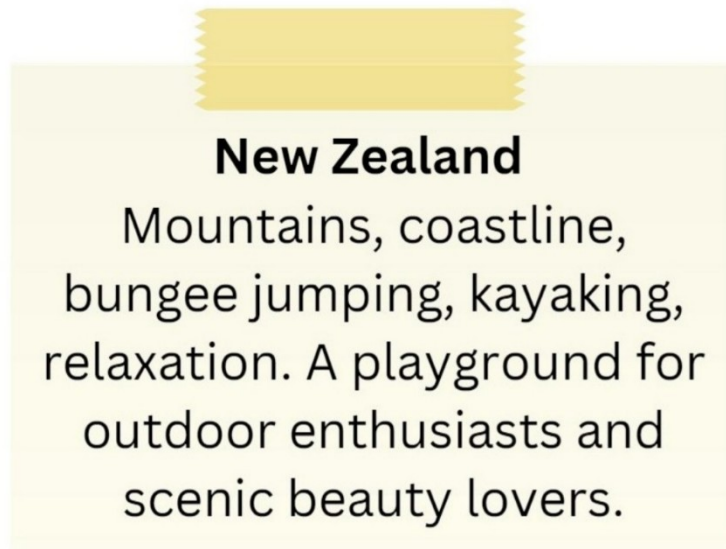 New Zealand
Mountains, coastline,
bungee jumping, kayaking,
relaxation. A playground for
outdoor enthusiasts and
scenic beauty lovers.